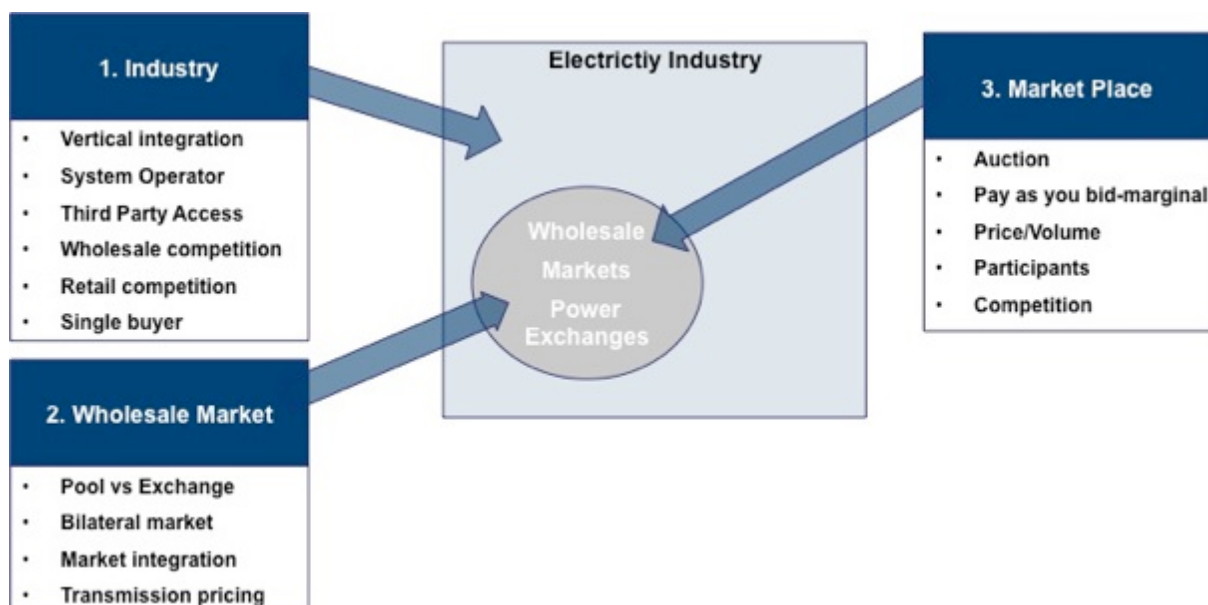 1. Industry
• Vertical integration
• System Operator
• Third Party Access
• Wholesale competition
• Retail competition
• Single buyer
2. Wholesale Market
• Pool vs Exchange
• Bilateral market
• Market integration
• Transmission pricing
Electrictiy Industry
Wholesale
Markets
Power
Exchanges
3. Market Place
• Auction
• Pay as you bid-marginal
• Price/Volume
• Participants
• Competition